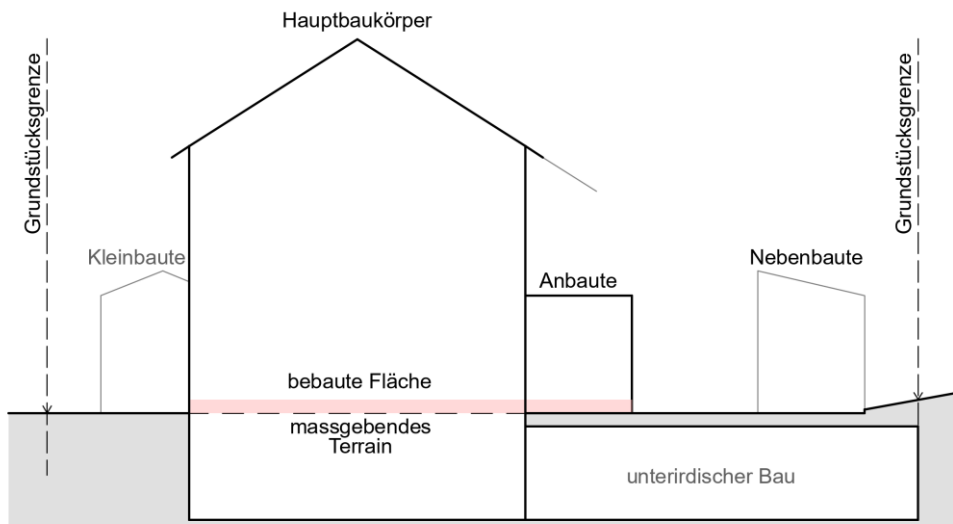 Hauptbaukörper
Grundstücksgrenze
Grundstücksgrenze
Kleinbaute
Nebenbaute
Anbaute
bebaute Fläche
massgebendes
Terrain
unterirdischer Bau